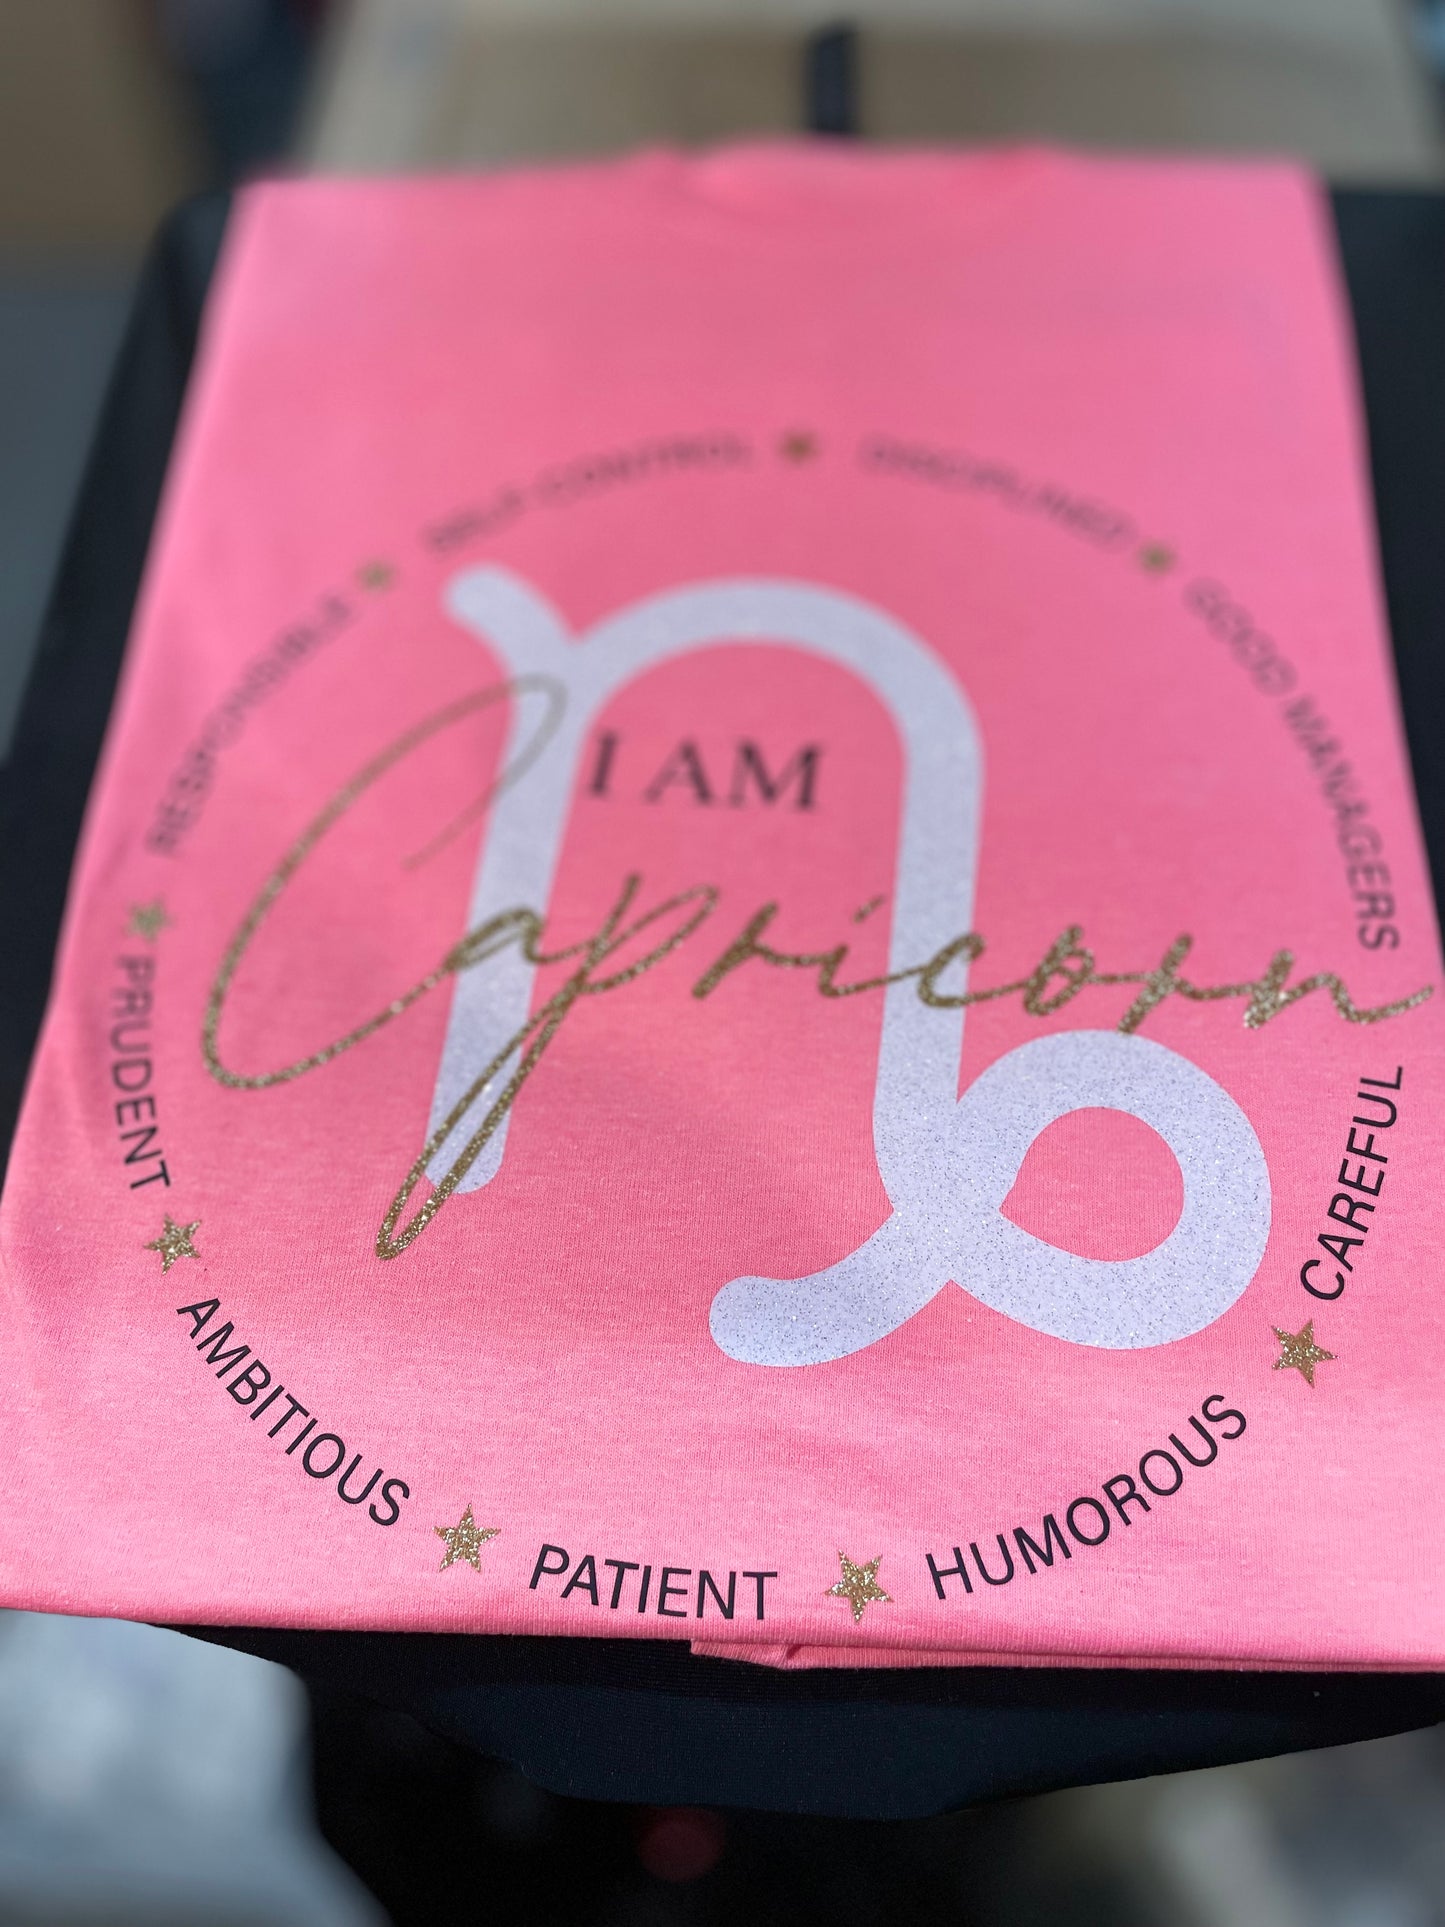 SELF CONTROL
DISCIPLINED
GOOD MANAGERS
CAREFUL
HUMOROUS
PATIENT
AMBITIOUS
PRUDENT
RESPONSIBLE
I AM
Capricorn